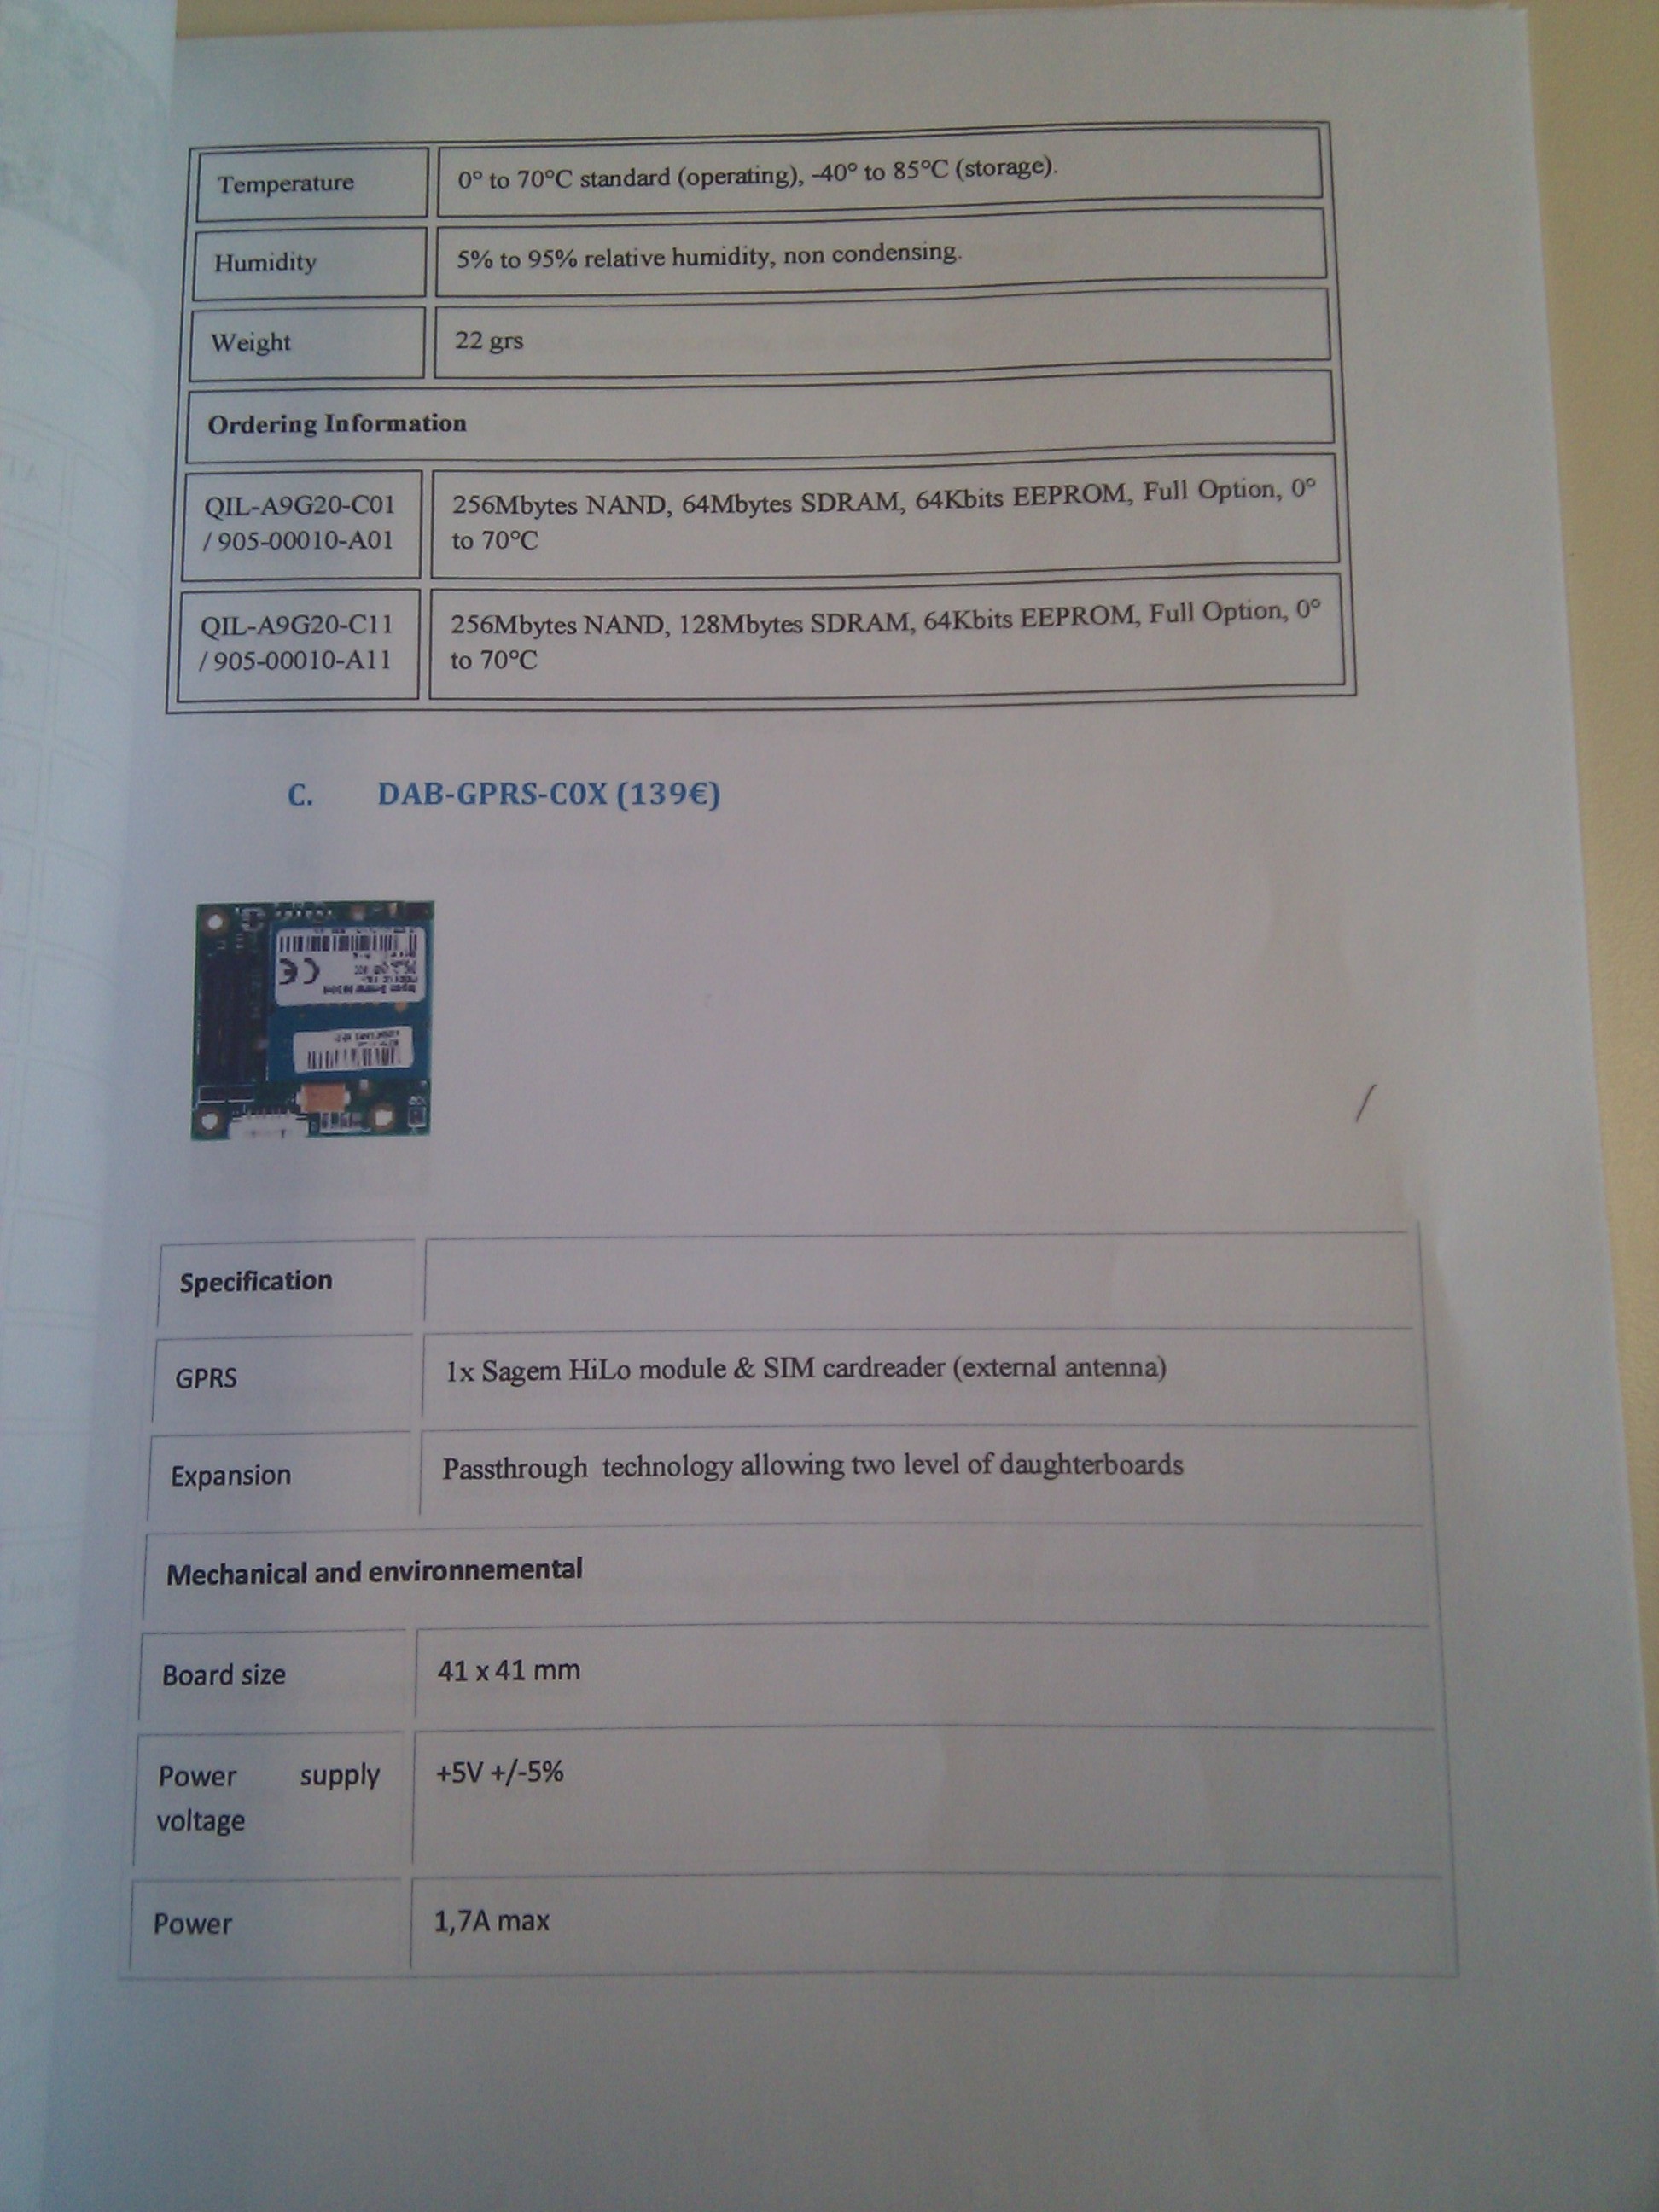 Temperature
0° to 70°C standard (operating), -40° to 85°C (storage).
Humidity
5% to 95% relative humidity, non condensing.
Weight
22 grs
Ordering Information
QIL-A9G20-C01
/ 905-00010-A01
256Mbytes NAND, 64Mbytes SDRAM, 64Kbits EEPROM, Full Option, 0°
to 70°C
QIL-A9G20-C11
/ 905-00010-A11
256Mbytes NAND, 128Mbytes SDRAM, 64Kbits EEPROM, Full Option, 0°
to 70°C
C. DAB-GPRS-C0X (139€)
CE
Specification
GPRS
1x Sagem HiLo module & SIM cardreader (external antenna)
Expansion
Passthrough technology allowing two level of daughterboards
Mechanical and environnemental
Board size
41 x 41 mm
Power supply
voltage
+5V +/-5%
Power
1,7A max